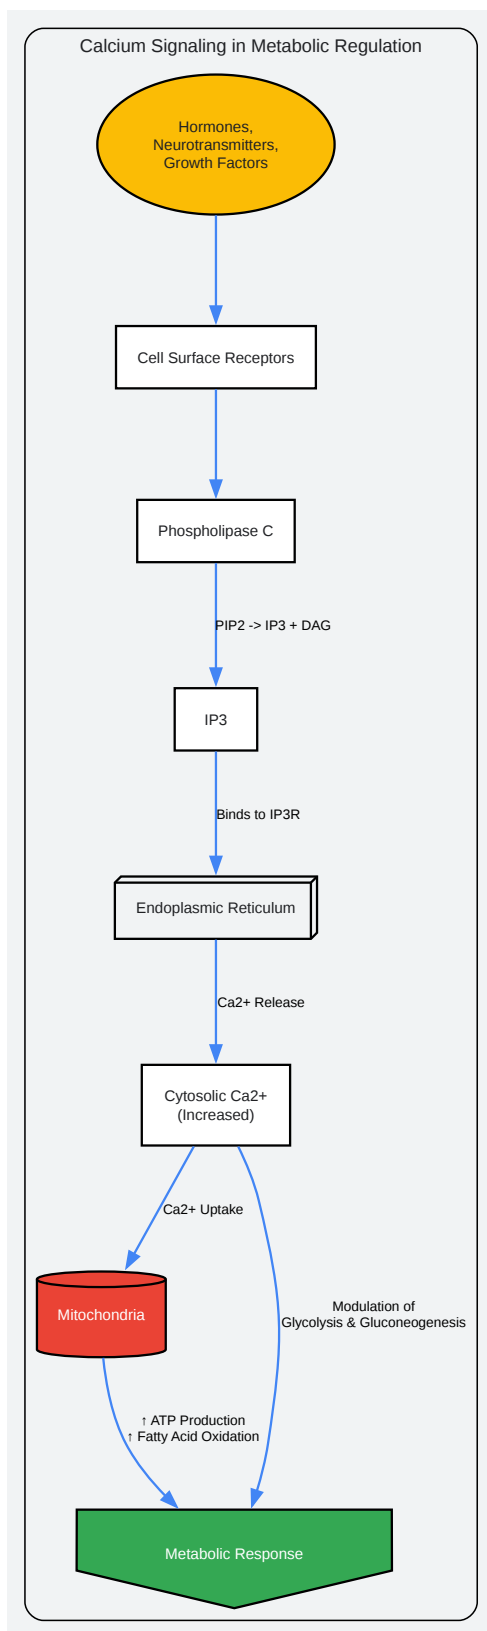 Calcium Signaling in Metabolic Regulation
Hormones,
Neurotransmitters,
Growth Factors
Cell Surface Receptors
Phospholipase C
PIP2 -> IP3 + DAG
IP3
Binds to IP3R
Endoplasmic Reticulum
Ca2+ Release
Cytosolic Ca2+
(Increased)
Ca2+ Uptake
Mitochondria
Modulation of
Glycolysis & Gluconeogenesis
↑ ATP Production
↑ Fatty Acid Oxidation
Metabolic Response